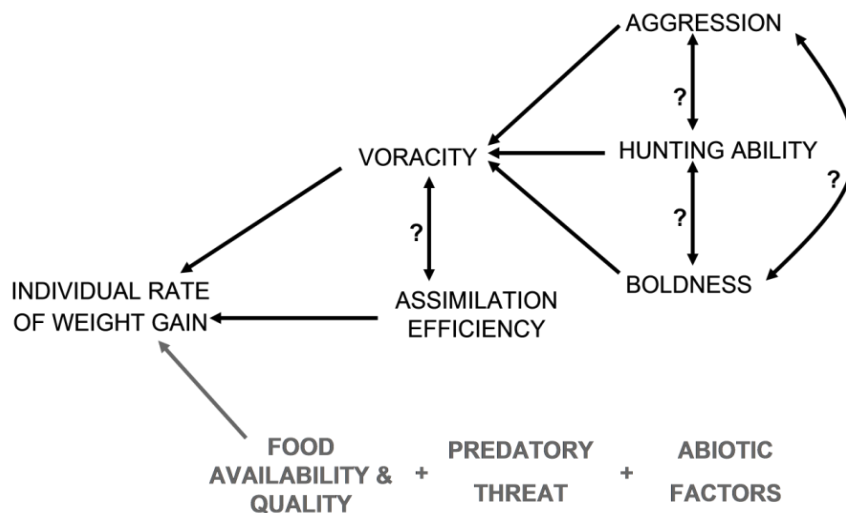 AGGRESSION
?
VORACITY
HUNTING ABILITY
?
?
?
BOLDNESS
INDIVIDUAL RATE
OF WEIGHT GAIN
ASSIMILATION
EFFICIENCY
FOOD
AVAILABILITY &
QUALITY
+
PREDATORY
THREAT
+
ABIOTIC
FACTORS